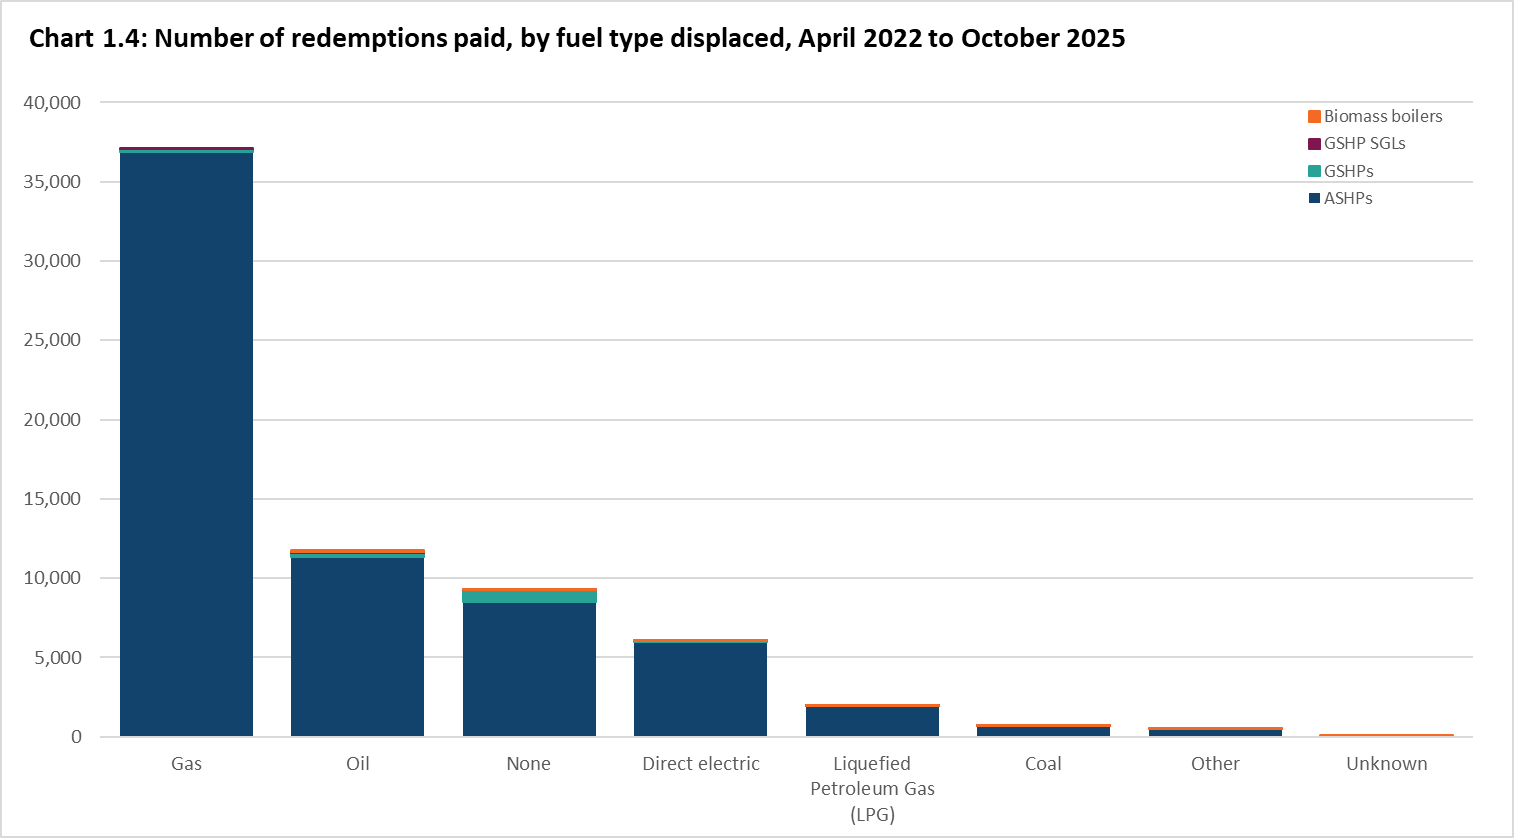 Chart 1.4: Number of redemptions paid, by fuel type displaced, April 2022 to October 2025
40,000
35,000
30,000
25,000
20,000
15,000
10,000
5,000
0
Biomass boilers
GSHP SGLs
GSHPs
ASHPs
Gas
Oil
None
Direct electric
Liquefied
Petroleum Gas
(LPG)
Coal
Other
Unknown